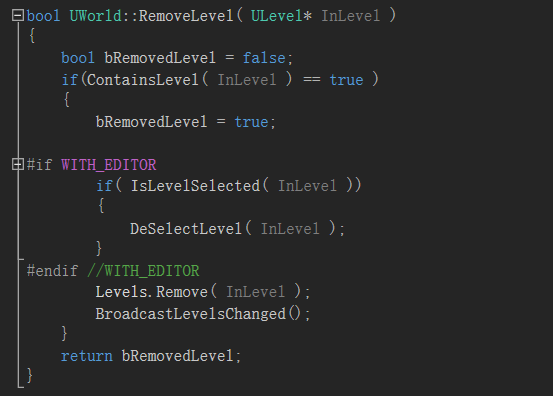 bool UWorld::RemoveLevel( ULevel* InLevel )
{
    bool bRemovedLevel = false;
    if(ContainsLevel( InLevel ) == true )
    {
        bRemovedLevel = true;

#if WITH_EDITOR
        if( IsLevelSelected( InLevel ))
        {
            DeSelectLevel( InLevel );
        }
#endif //WITH_EDITOR
        Levels.Remove( InLevel );
        BroadcastLevelsChanged();
    }
    return bRemovedLevel;
}